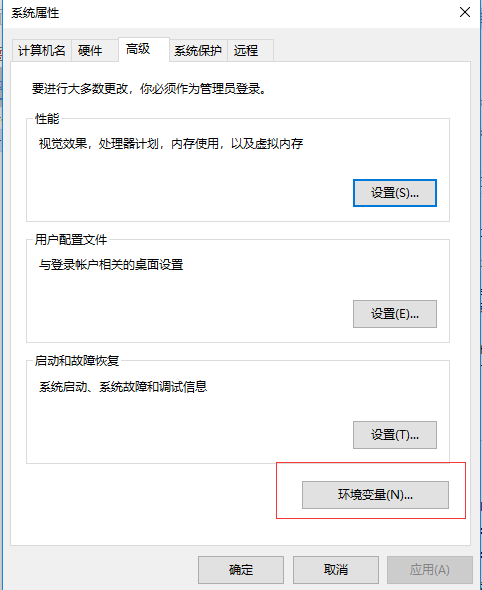 系统属性
计算机名 硬件 高级 系统保护 远程
要进行大多数更改，你必须作为管理员登录。
性能
视觉效果，处理器计划，内存使用，以及虚拟内存
设置(S)...
用户配置文件
与登录帐户相关的桌面设置
设置(E)...
启动和故障恢复
系统启动、系统故障和调试信息
设置(T)...
环境变量(N)...
确定 取消 应用(A)